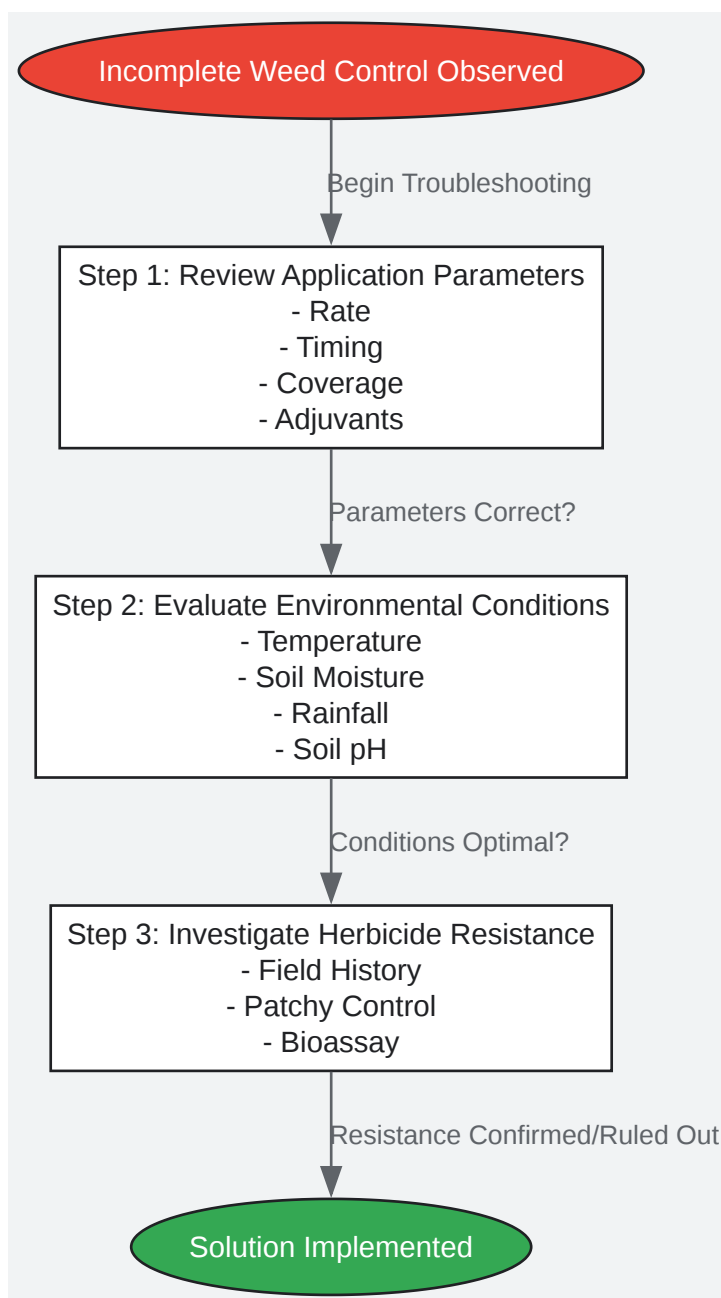 Incomplete Weed Control Observed
Begin Troubleshooting
Step 1: Review Application Parameters
- Rate
- Timing
- Coverage
- Adjuvants
Parameters Correct?
Step 2: Evaluate Environmental Conditions
- Temperature
- Soil Moisture
- Rainfall
- Soil pH
Conditions Optimal?
Step 3: Investigate Herbicide Resistance
- Field History
- Patchy Control
- Bioassay
Resistance Confirmed/Ruled Out
Solution Implemented